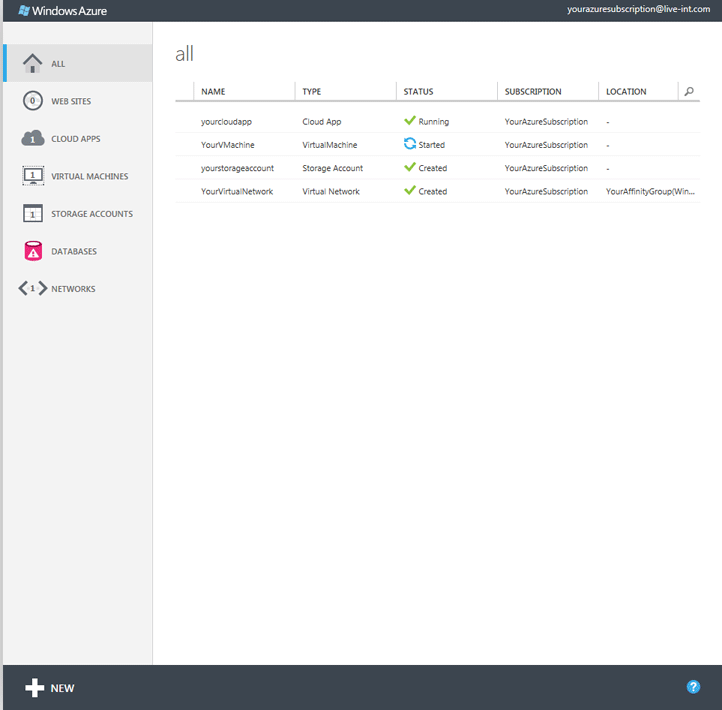 Windows Azure yourazuresubscription@live-int.com
all
ALL
0 WEB SITES
1 CLOUD APPS
1 VIRTUAL MACHINES
1 STORAGE ACCOUNTS
DATABASES
1 NETWORKS
NAME TYPE STATUS SUBSCRIPTION LOCATION
yourcloudapp Cloud App Running YourAzureSubscription -
YourVMachine VirtualMachine Started YourAzureSubscription -
yourstorageaccount Storage Account Created YourAzureSubscription -
YourVirtualNetwork Virtual Network Created YourAzureSubscription YourAffinityGroup(Win...
NEW ?